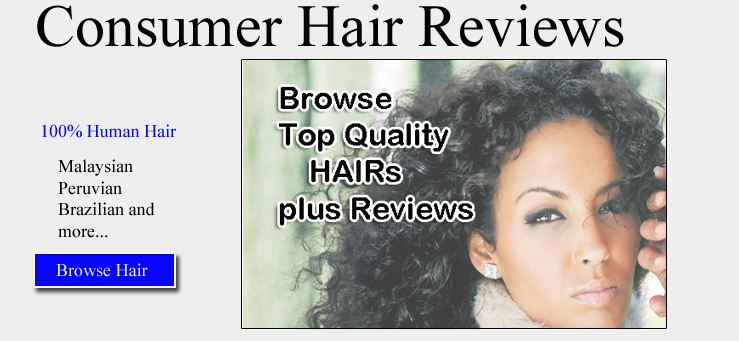 Consumer Hair Reviews
100% Human Hair
Malaysian
Peruvian
Brazilian and
more...
Browse Hair
Browse
Top Quality
HAIRs
plus Reviews